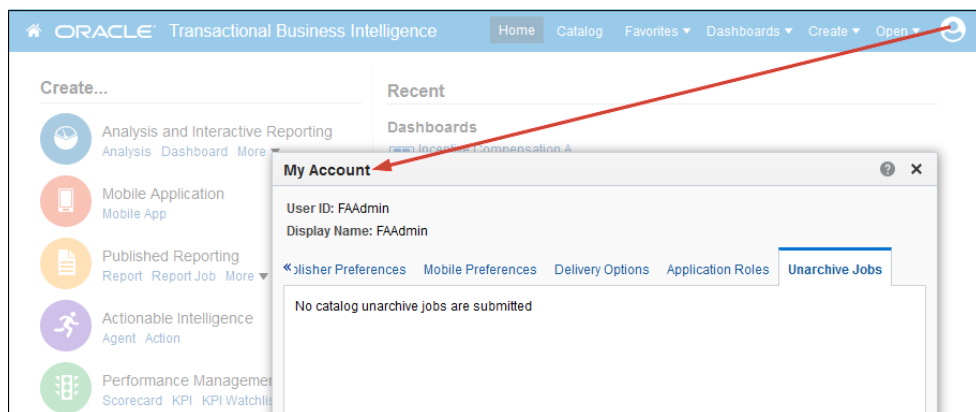 ORACLE Transactional Business Intelligence
Home Catalog Favorites Dashboards Create Open
Create...
Analysis and Interactive Reporting
Analysis Dashboard More
Mobile Application
Mobile App
Published Reporting
Report Report Job More
Actionable Intelligence
Agent Action
Performance Managemen
Scorecard KPI KPI Watchlis
Recent
Dashboards
Incentive Compensation A
My Account
User ID: FAAdmin
Display Name: FAAdmin
blisher Preferences Mobile Preferences Delivery Options Application Roles Unarchive Jobs
No catalog unarchive jobs are submitted